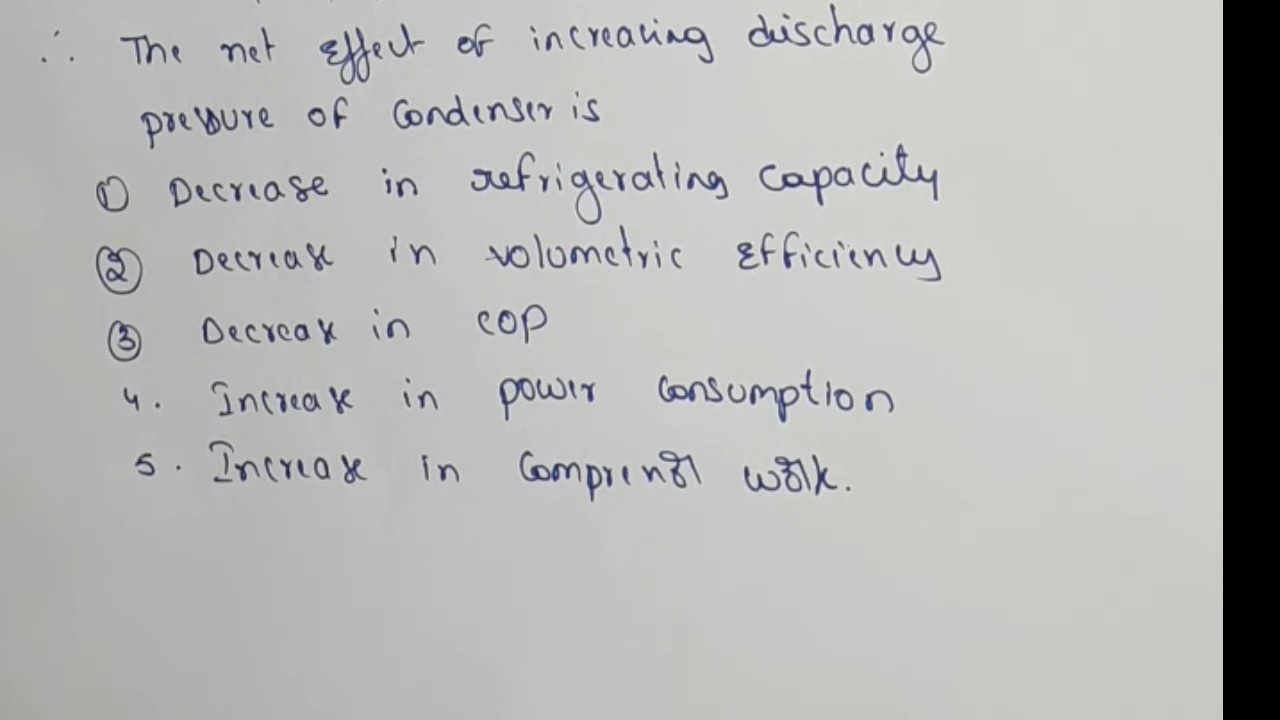 ∴ The net effect of increasing discharge
pressure of Condenser is
① Decrease in refrigerating capacity
② Decrease in volumetric Efficiency
③ Decrease in COP
4. Increase in power Consumption
5. Increase in Compressor work.